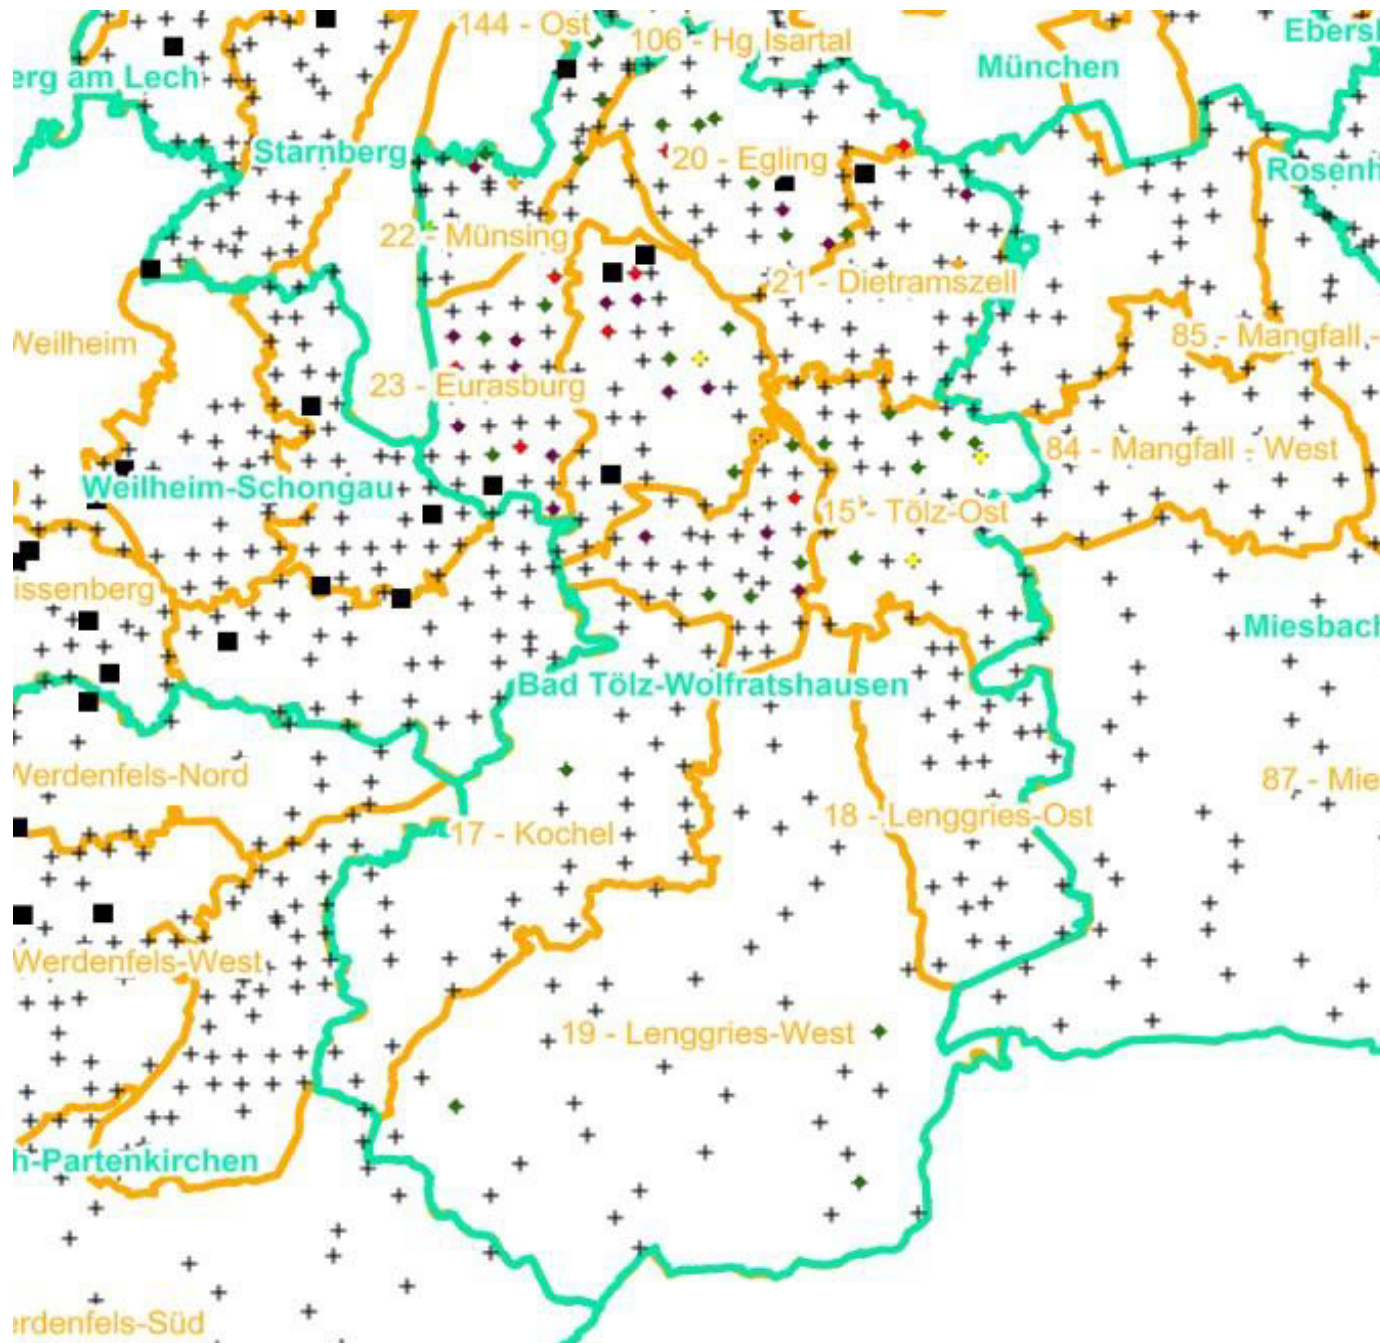 144 - Ost
Ebersl
106 - Hg Isartal
München
erg am Lech
Starnberg
20 - Egling
Rosenh
22 - Münsing
21 - Dietramszell
Weilheim
85 - Mangfall -
23 - Eurasburg
84 - Mangfall - West
Weilheim-Schongau
15 - Tölz-Ost
issenberg
Miesbach
Bad Tölz-Wolfratshausen
Werdenfels-Nord
87 - Mie
17 - Kochel
18 - Lenggries-Ost
Werdenfels-West
19 - Lenggries-West
h-Partenkirchen
erdenfels-Süd